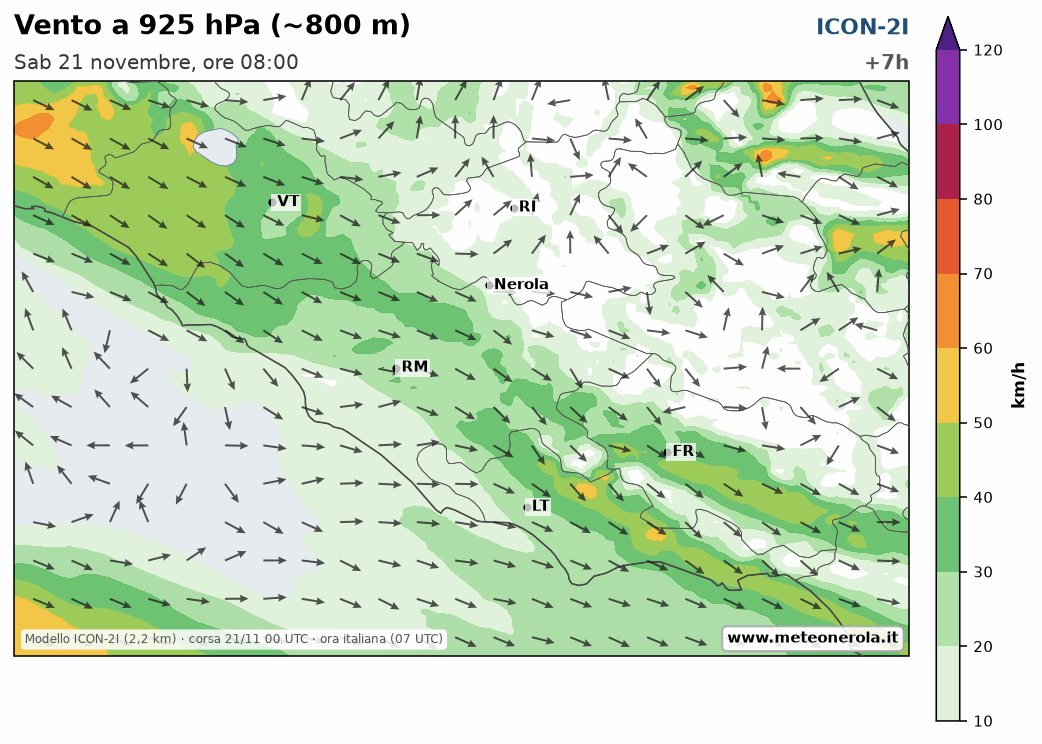 Vento a 925 hPa (~800 m)
ICON-2I
Sab 21 novembre, ore 08:00
+7h
120
100
80
70
60
50
40
30
20
10
km/h
VT
RI
Nerola
RM
FR
LT
Modello ICON-2I (2,2 km) · corsa 21/11 00 UTC · ora italiana (07 UTC)
www.meteonerola.it